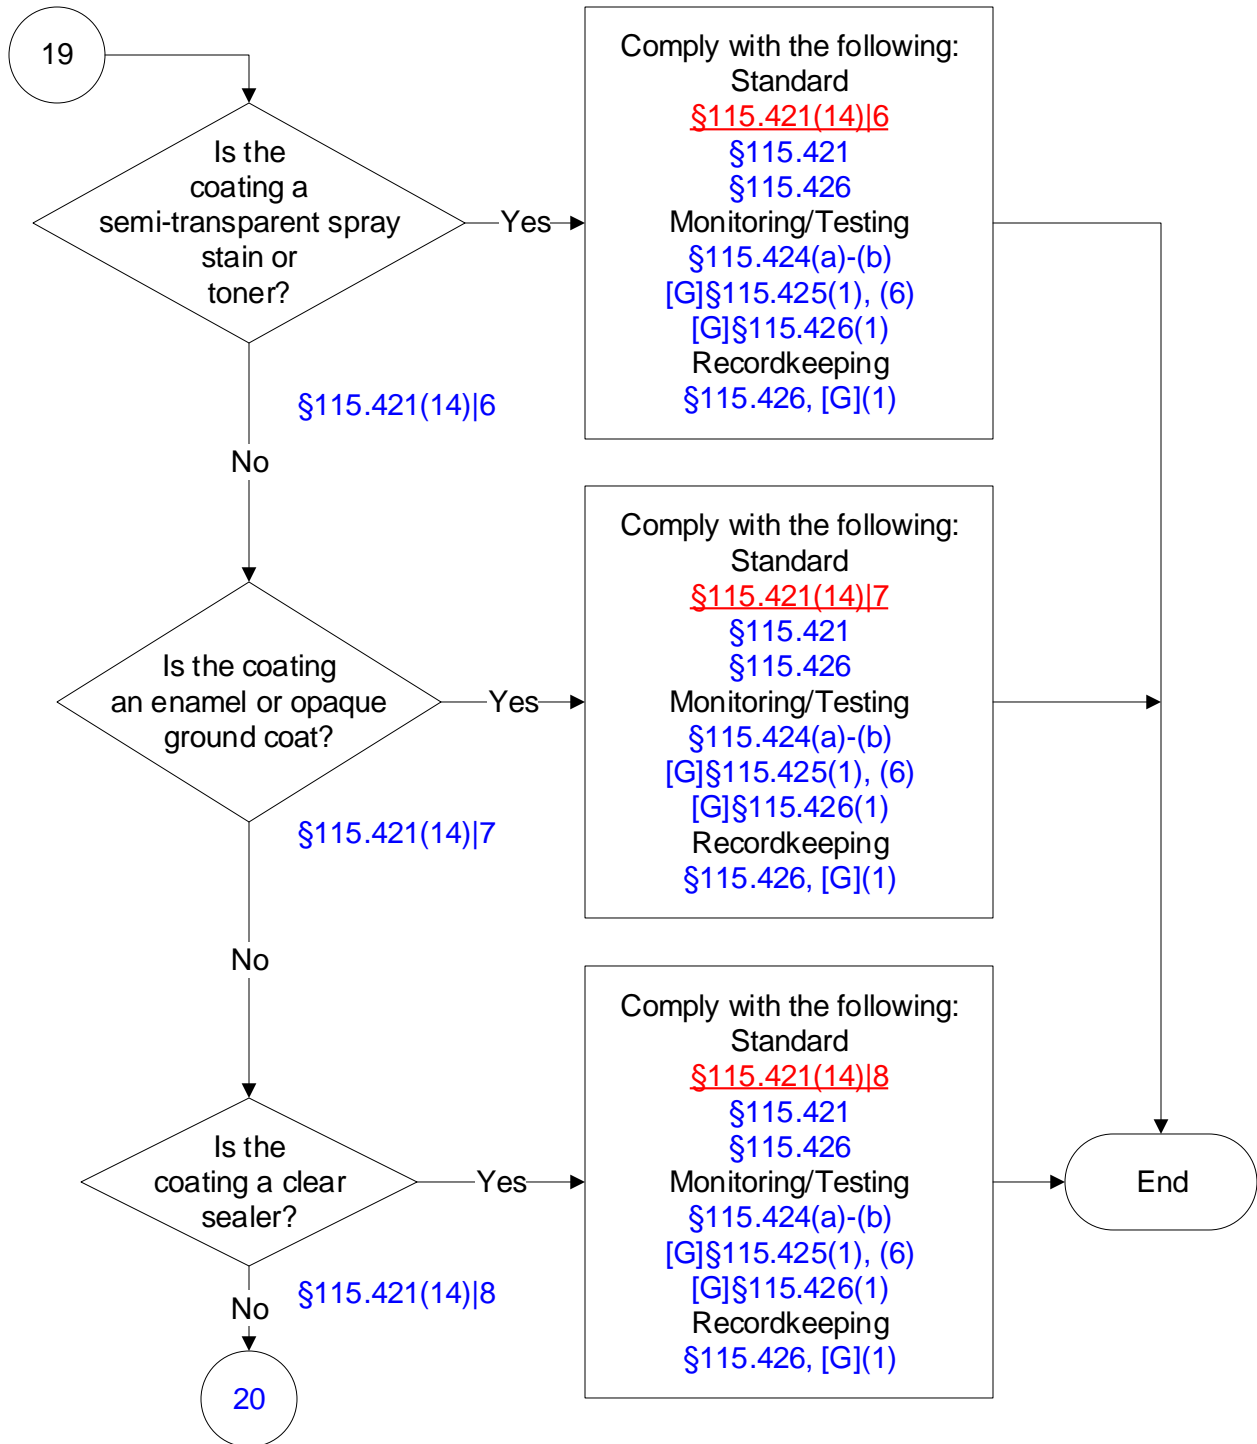 19
Is the
coating a
semi-transparent spray
stain or
toner?
Yes
Comply with the following:
Standard
§115.421(14)|6
§115.421
§115.426
Monitoring/Testing
§115.424(a)-(b)
[G]§115.425(1), (6)
[G]§115.426(1)
Recordkeeping
§115.426, [G](1)
§115.421(14)|6
No
Is the coating
an enamel or opaque
ground coat?
Yes
Comply with the following:
Standard
§115.421(14)|7
§115.421
§115.426
Monitoring/Testing
§115.424(a)-(b)
[G]§115.425(1), (6)
[G]§115.426(1)
Recordkeeping
§115.426, [G](1)
§115.421(14)|7
No
Is the
coating a clear
sealer?
Yes
Comply with the following:
Standard
§115.421(14)|8
§115.421
§115.426
Monitoring/Testing
§115.424(a)-(b)
[G]§115.425(1), (6)
[G]§115.426(1)
Recordkeeping
§115.426, [G](1)
End
§115.421(14)|8
No
20